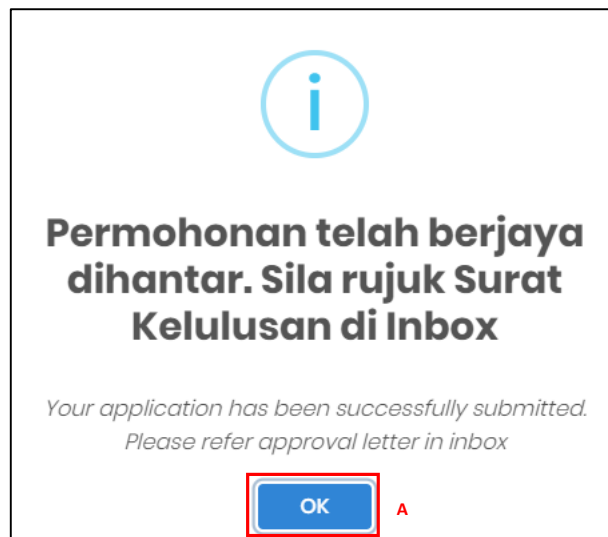 Permohonan telah berjaya
dihantar. Sila rujuk Surat
Kelulusan di Inbox
Your application has been successfully submitted.
Please refer approval letter in inbox
OK A